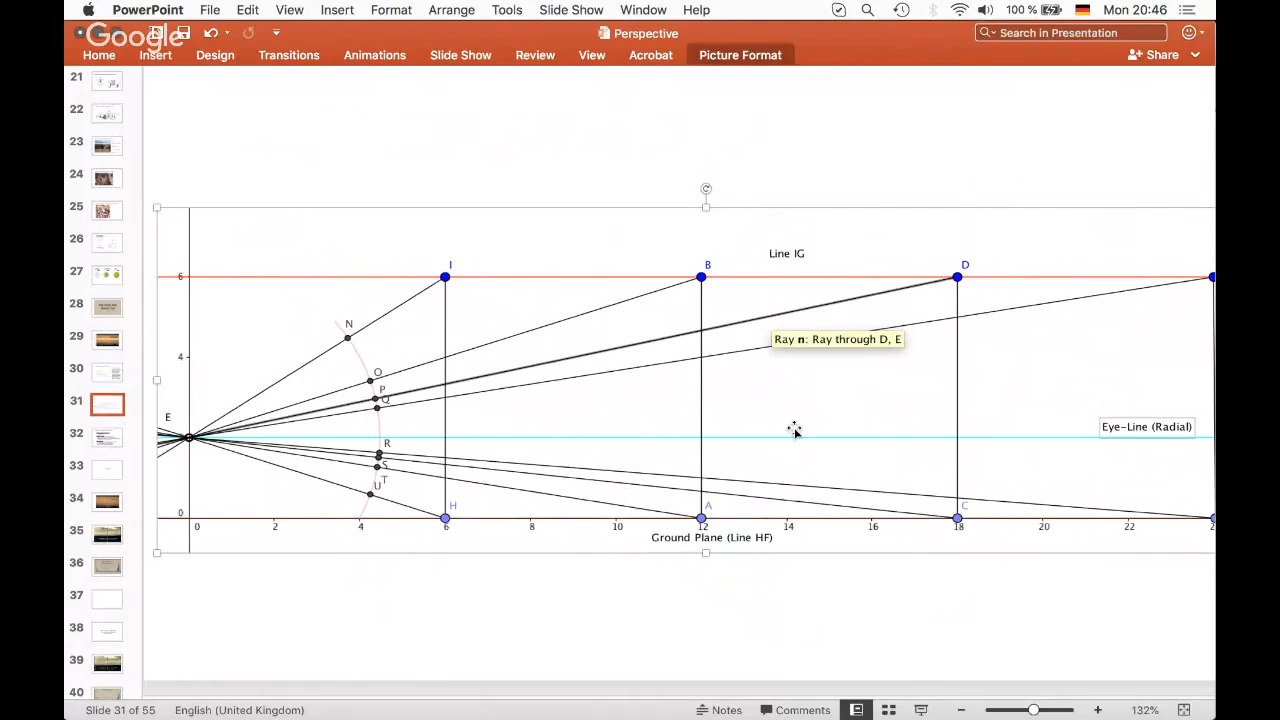 PowerPoint File Edit View Insert Format Arrange Tools Slide Show Window Help 100 % Mon 20:46
Google
Perspective
Search in Presentation
Home Insert Design Transitions Animations Slide Show Review View Acrobat Picture Format Share
21
22
23
24
25
26
27
28
29
30
31
32
33
34
35
36
37
38
39
40
Line IG
I B D
6
N
Ray n: Ray through D, E
4
O
P
Q
E
Eye-Line (Radial)
R
S
T
U
H A C
0
0 2 4 6 8 10 12 14 16 18 20 22
Ground Plane (Line HF)
Slide 31 of 55 English (United Kingdom) Notes Comments 132%